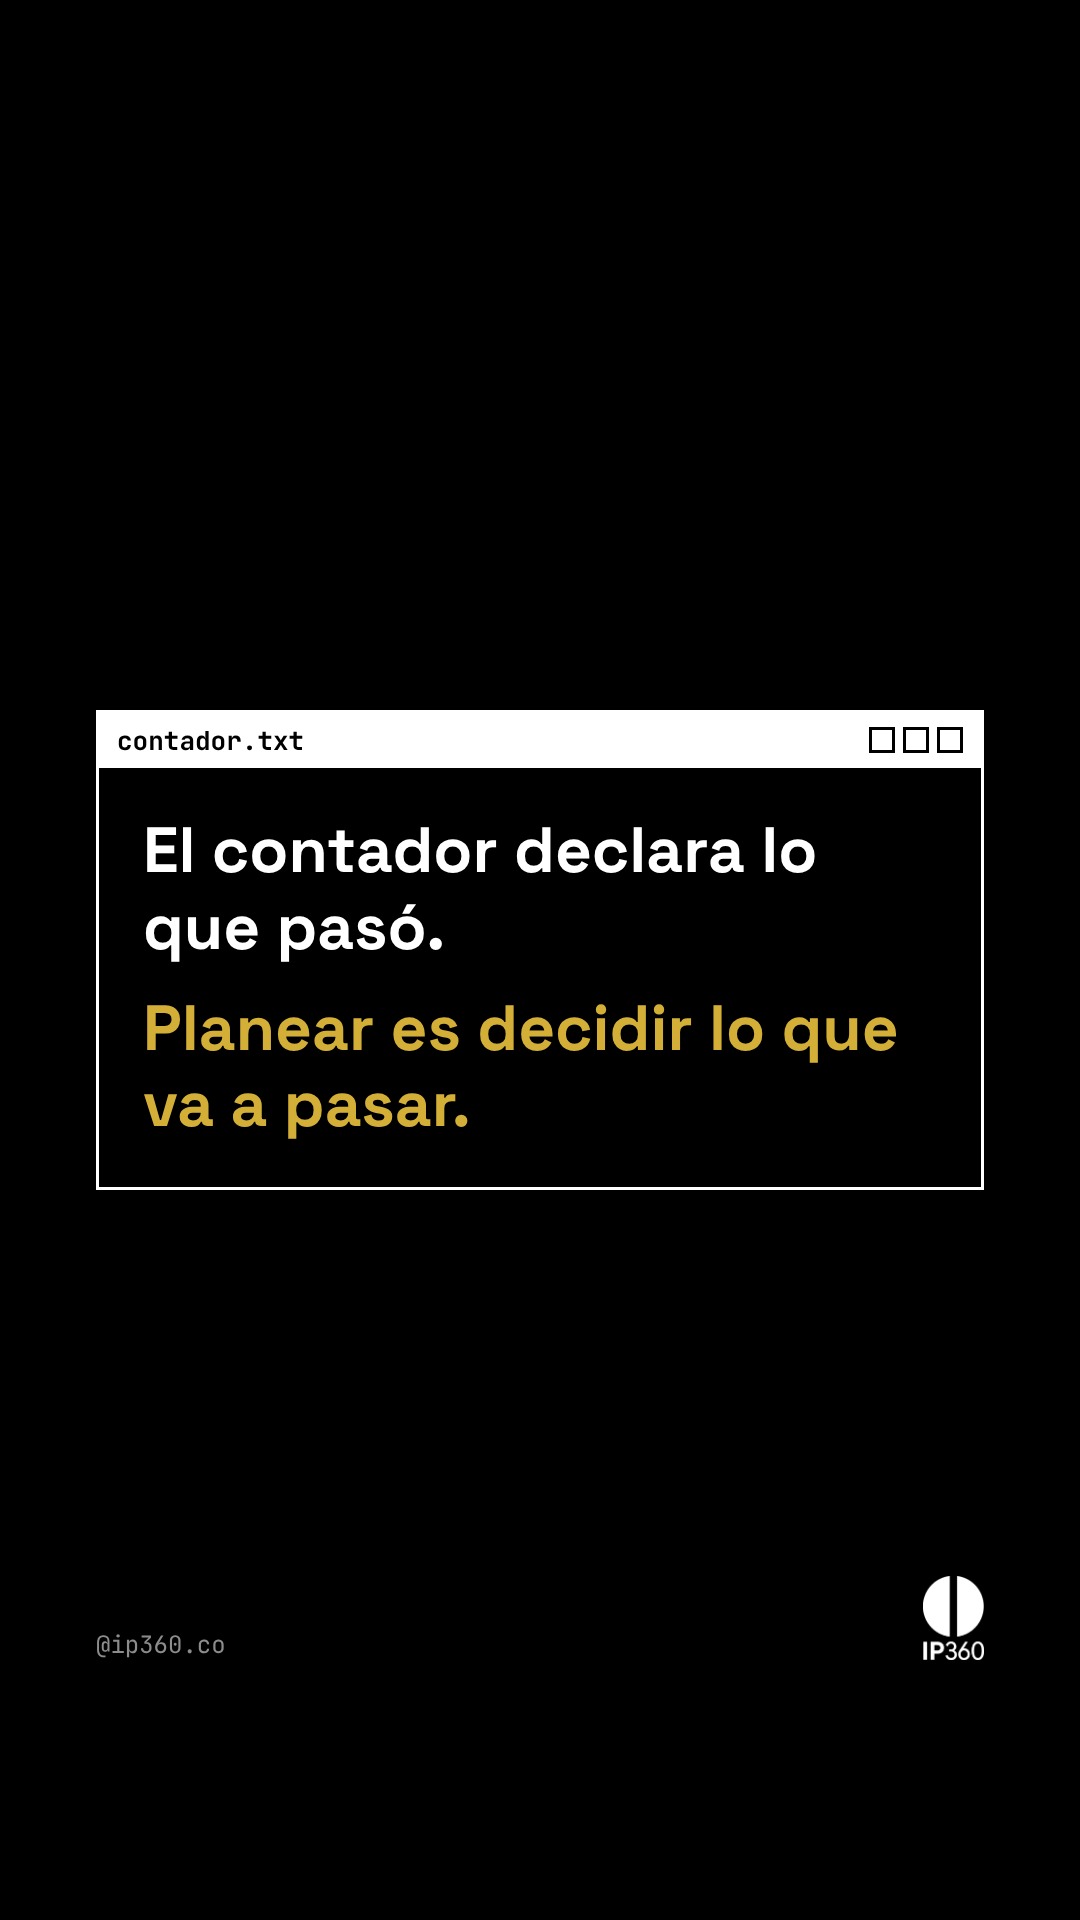 contador.txt
El contador declara lo
que pasó.
Planear es decidir lo que
va a pasar.
@ip360.co
IP360